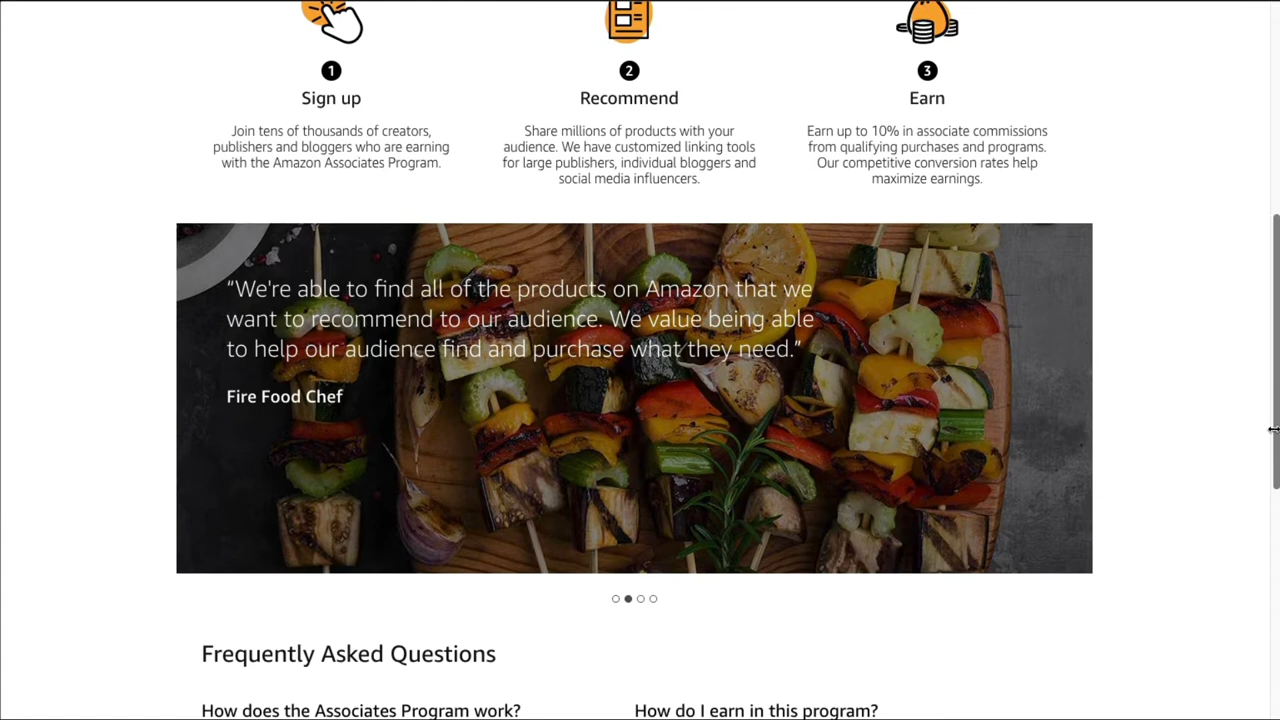 1
Sign up
Join tens of thousands of creators,
publishers and bloggers who are earning
with the Amazon Associates Program.
2
Recommend
Share millions of products with your
audience. We have customized linking tools
for large publishers, individual bloggers and
social media influencers.
3
Earn
Earn up to 10% in associate commissions
from qualifying purchases and programs.
Our competitive conversion rates help
maximize earnings.
“We're able to find all of the products on Amazon that we
want to recommend to our audience. We value being able
to help our audience find and purchase what they need.”
Fire Food Chef
Frequently Asked Questions
How does the Associates Program work?
How do I earn in this program?